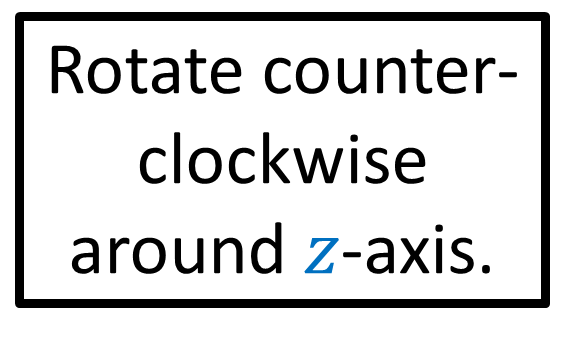 Rotate counter-
clockwise
around z-axis.